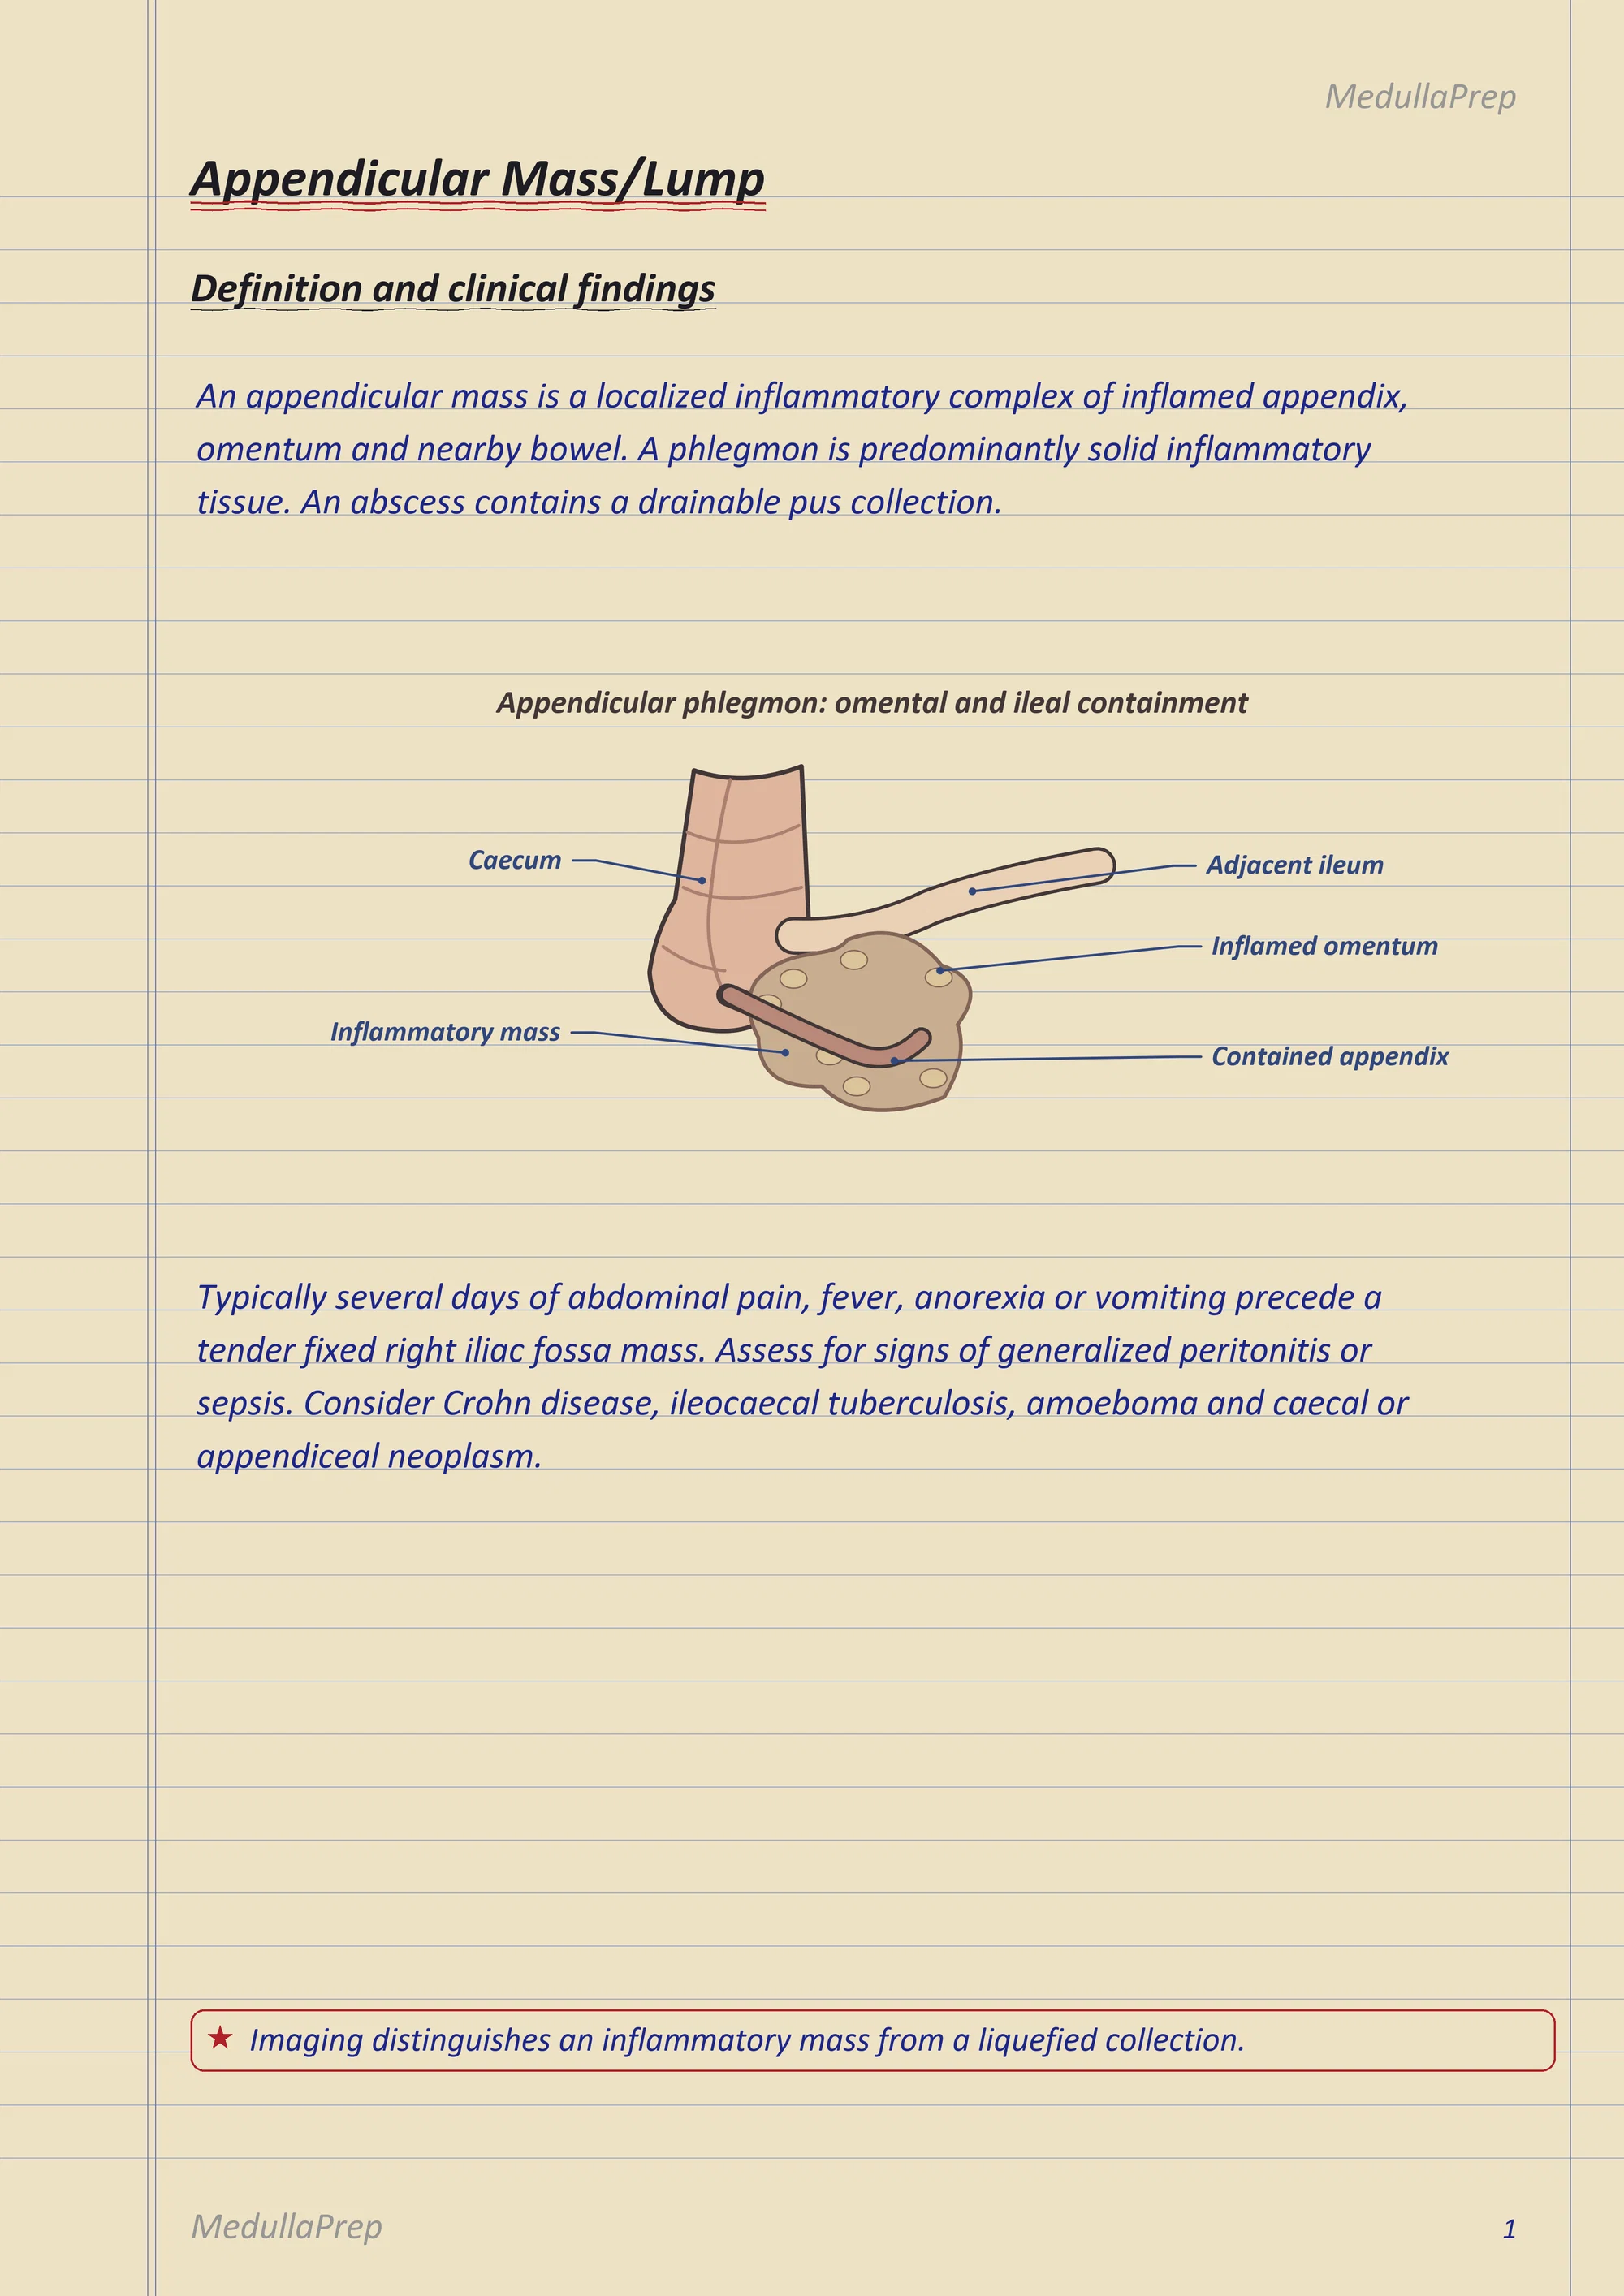 MedullaPrep
Appendicular Mass/Lump
Definition and clinical findings
An appendicular mass is a localized inflammatory complex of inflamed appendix,
omentum and nearby bowel. A phlegmon is predominantly solid inflammatory
tissue. An abscess contains a drainable pus collection.
Appendicular phlegmon: omental and ileal containment
Caecum
Adjacent ileum
Inflamed omentum
Inflammatory mass
Contained appendix
Typically several days of abdominal pain, fever, anorexia or vomiting precede a
tender fixed right iliac fossa mass. Assess for signs of generalized peritonitis or
sepsis. Consider Crohn disease, ileocaecal tuberculosis, amoeboma and caecal or
appendiceal neoplasm.
★ Imaging distinguishes an inflammatory mass from a liquefied collection.
MedullaPrep
1